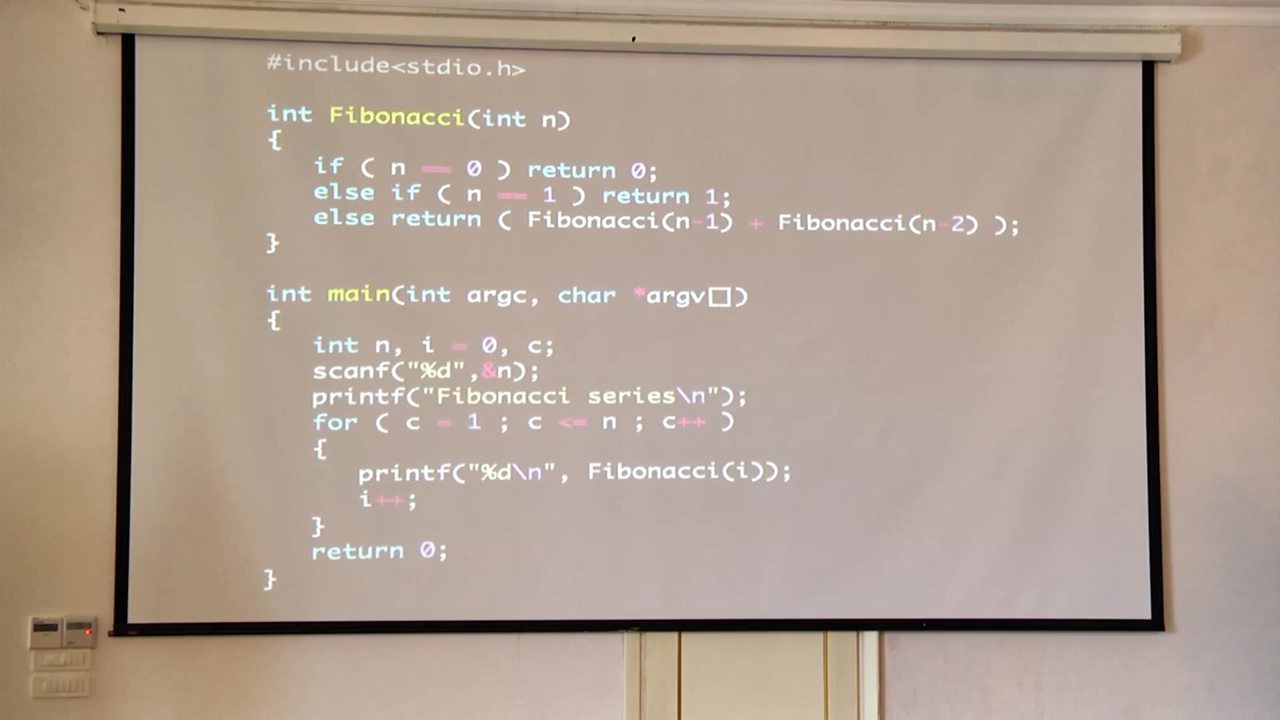 #include<stdio.h>
int Fibonacci(int n)
{
if ( n == 0 ) return 0;
else if ( n == 1 ) return 1;
else return ( Fibonacci(n-1) + Fibonacci(n-2) );
}
int main(int argc, char *argv[])
{
int n, i = 0, c;
scanf("%d",&n);
printf("Fibonacci series\n");
for ( c = 1 ; c <= n ; c++ )
{
printf("%d\n", Fibonacci(i));
i++;
}
return 0;
}